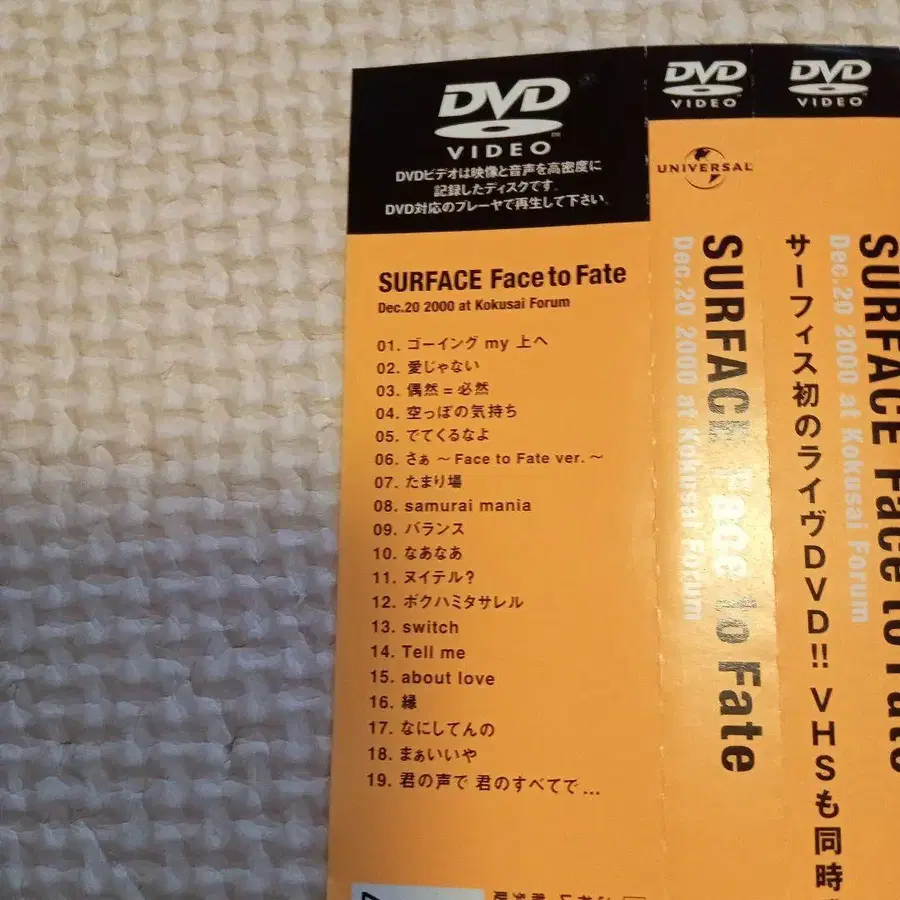 DVD
VIDEO
DVDビデオは映像と音声を高密度に
記録したディスクです。
DVD対応のプレーヤで再生して下さい。
SURFACE Face to Fate
Dec.20 2000 at Kokusai Forum
01. ゴーイング my 上へ
02. 愛じゃない
03. 偶然＝必然
04. 空っぽの気持ち
05. でてくるなよ
06. さぁ ～ Face to Fate ver. ～
07. たまり場
08. samurai mania
09. バランス
10. なあなあ
11. ヌイテル?
12. ボクハミタサレル
13. switch
14. Tell me
15. about love
16. 縁
17. なにしてんの
18. まぁいいや
19. 君の声で 君のすべてで…
DVD
VIDEO
UNIVERSAL
SURFACE Face to Fate
Dec.20 2000 at Kokusai Forum
DVD
VIDEO
SURFACE Face to Fate
Dec.20 2000 at Kokusai Forum
サーフィス初のライヴDVD!! VHSも同時